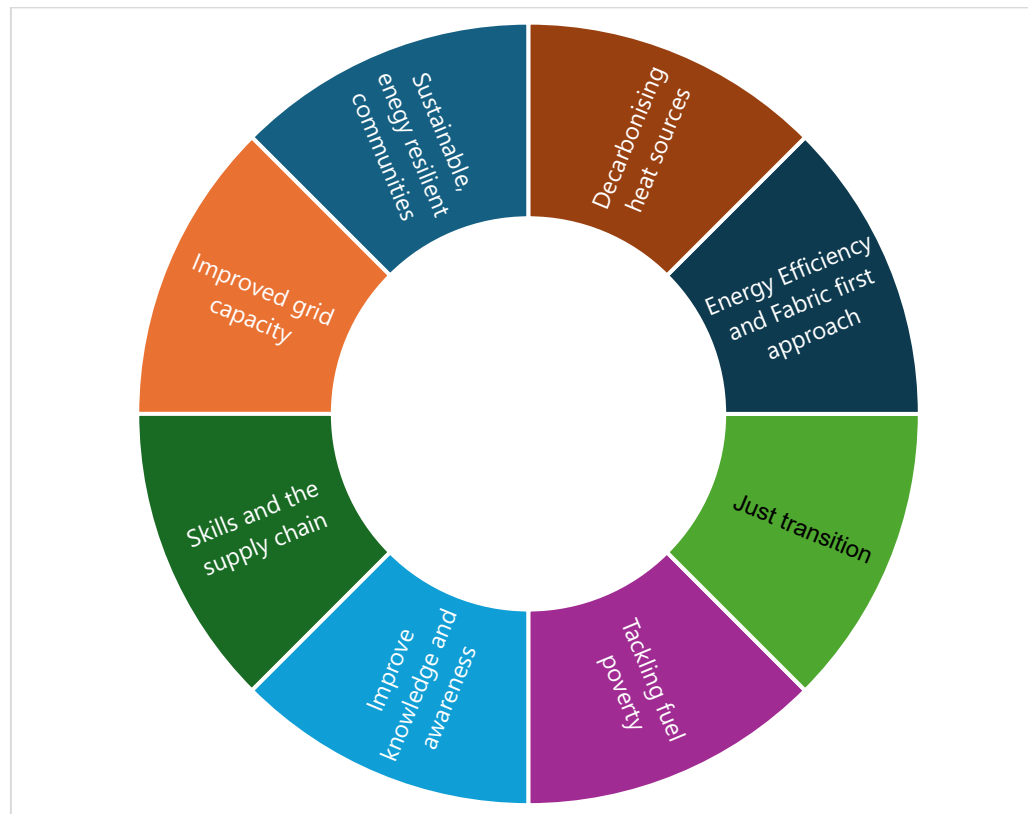 Decarbonising
heat sources
Energy Efficiency
and Fabric first
approach
Just transition
Tackling fuel
poverty
Improve
knowledge and
awareness
Skills and the
supply chain
Improved grid
capacity
Sustainable,
enegy resilient
communities